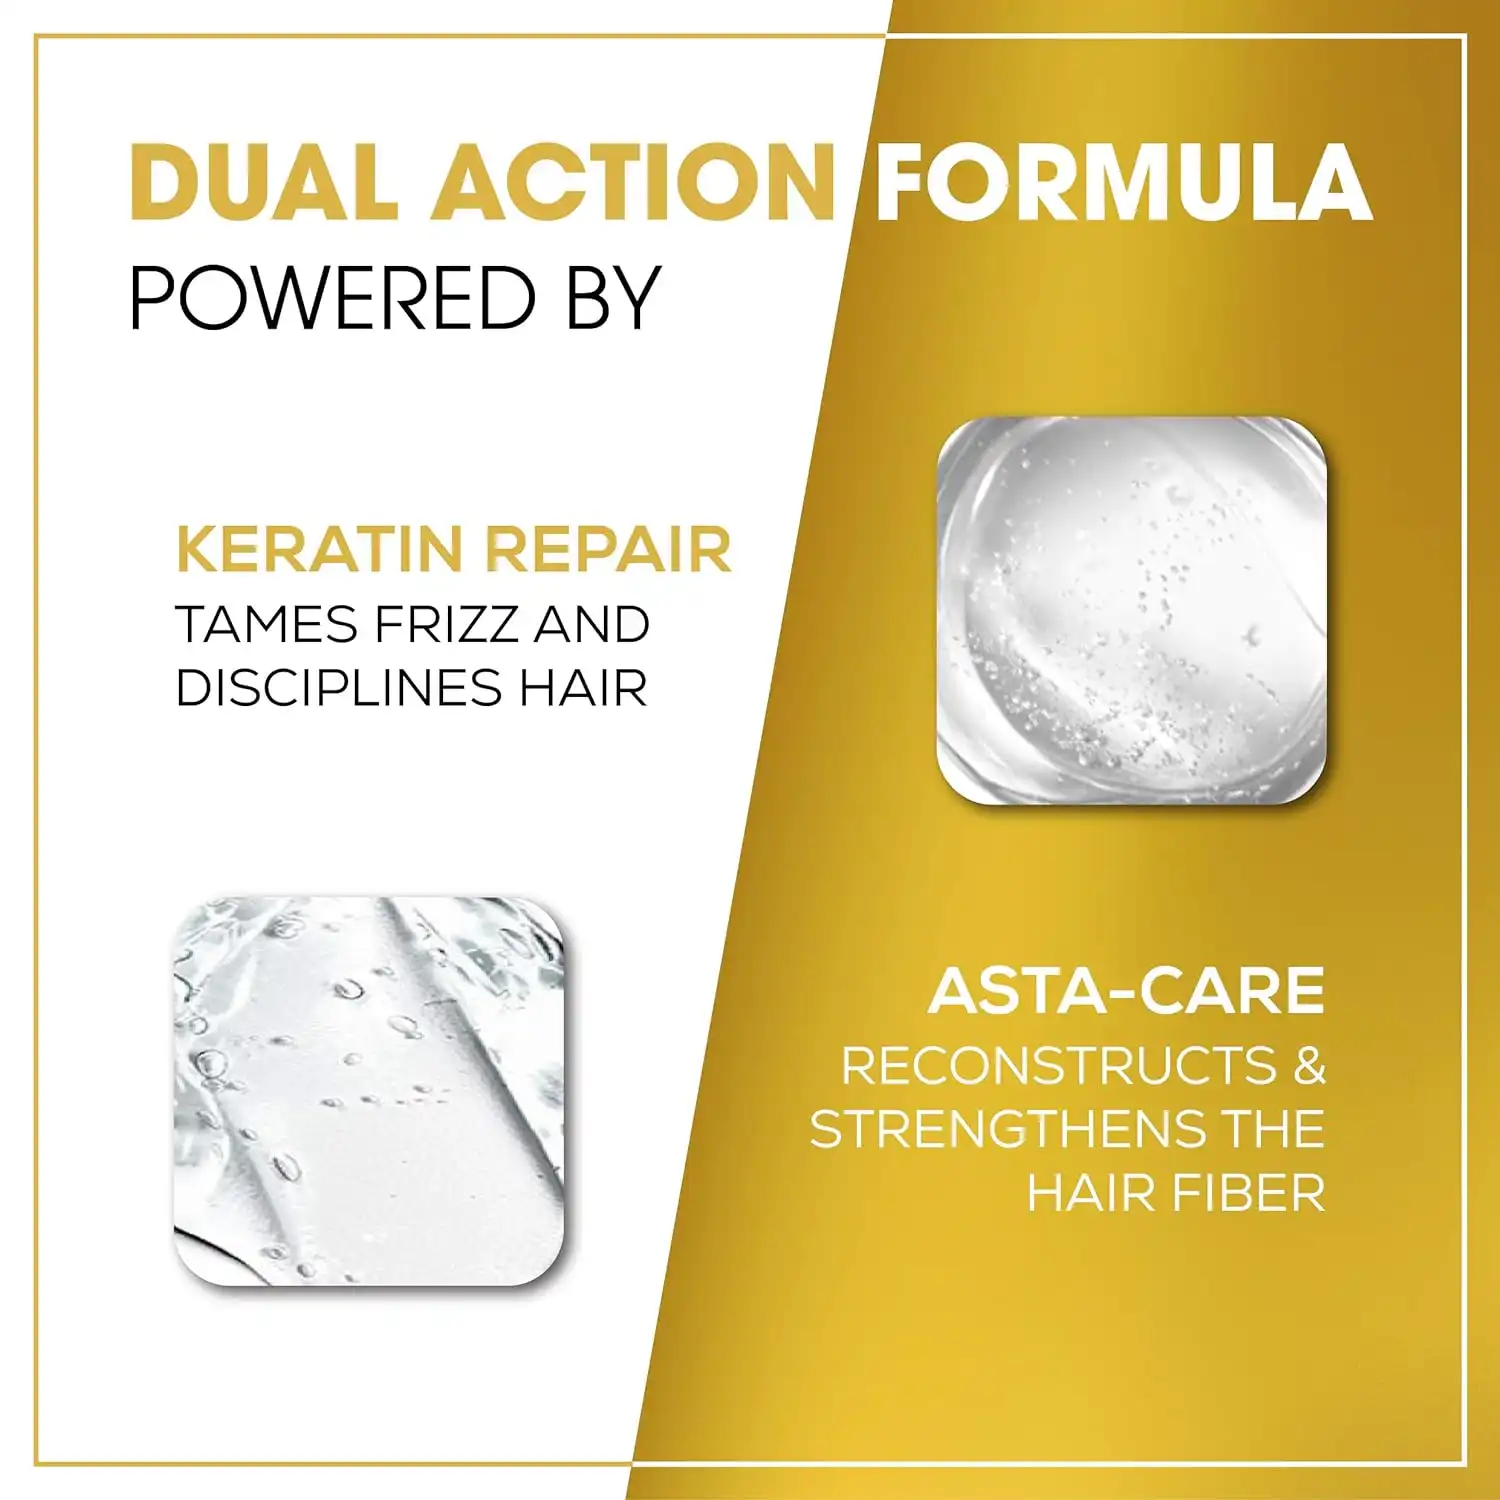 DUAL ACTION FORMULA
POWERED BY
KERATIN REPAIR
TAMES FRIZZ AND
DISCIPLINES HAIR
ASTA-CARE
RECONSTRUCTS &
STRENGTHENS THE
HAIR FIBER